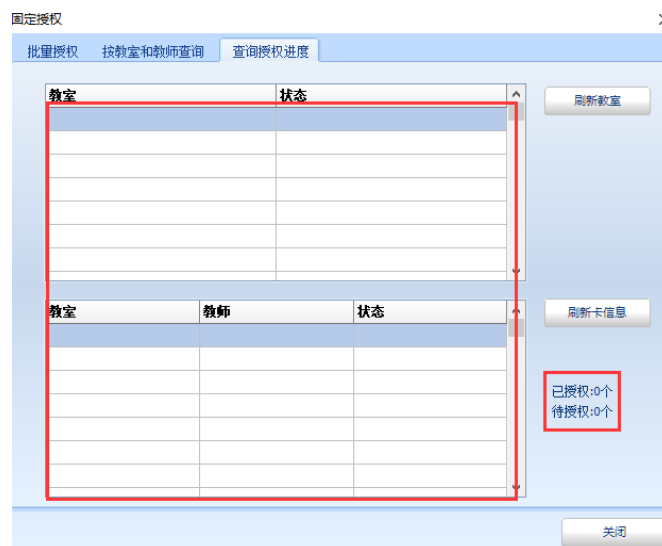 固定授权
批量授权 按教室和教师查询 查询授权进度
教室 状态
刷新教室
教室 教师 状态
刷新卡信息
已授权:0个
待授权:0个
关闭